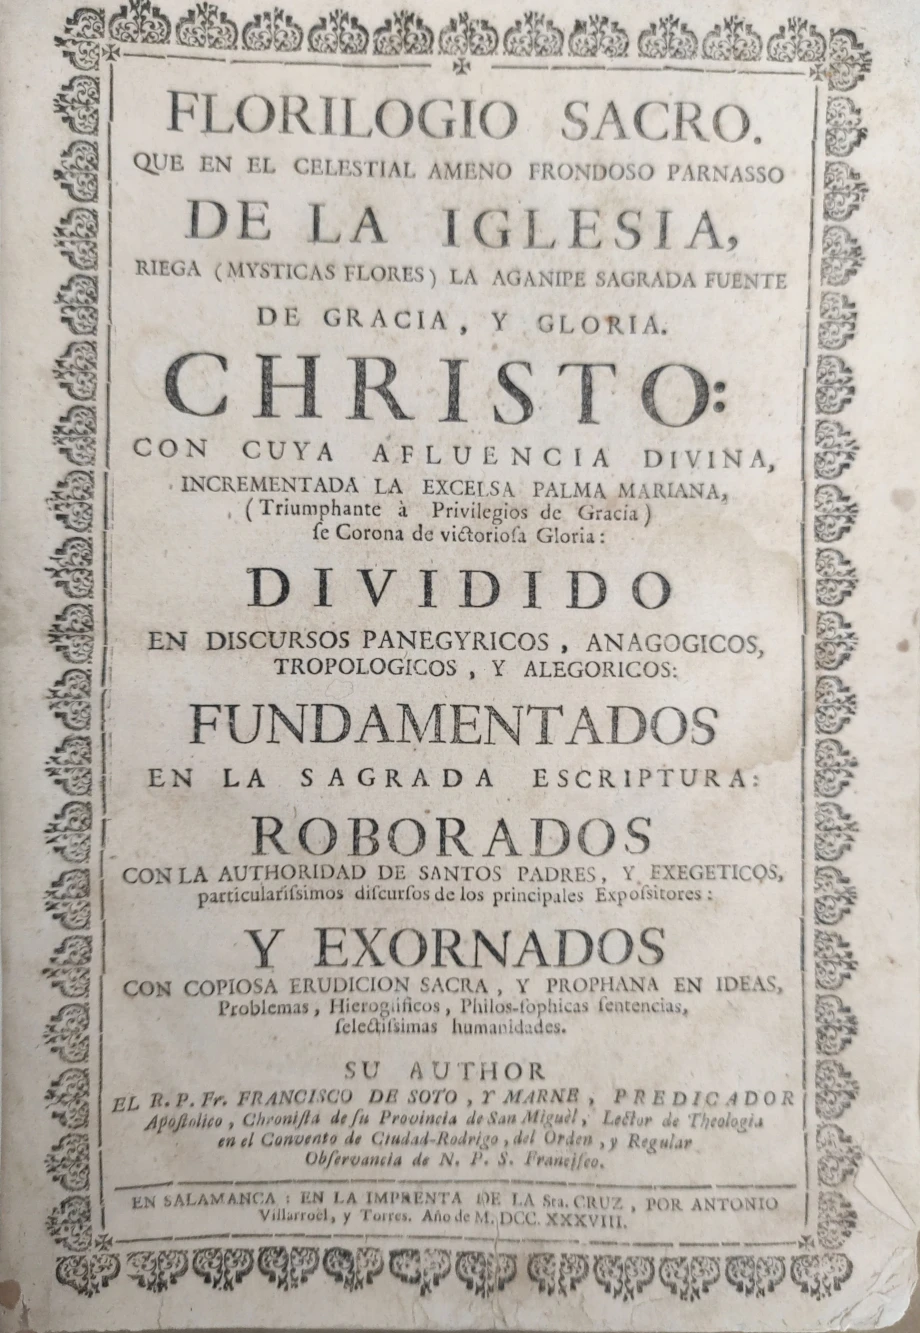 FLORILOGIO SACRO.
QUE EN EL CELESTIAL AMENO FRONDOSO PARNASSO
DE LA IGLESIA,
RIEGA (MYSTICAS FLORES) LA AGANIPE SAGRADA FUENTE
DE GRACIA, Y GLORIA.
CHRISTO:
CON CUYA AFLUENCIA DIVINA,
INCREMENTADA LA EXCELSA PALMA MARIANA,
(Triumphante à Privilegios de Gracia)
ſe Corona de victorioſa Gloria:
DIVIDIDO
EN DISCURSOS PANEGYRICOS, ANAGOGICOS,
TROPOLOGICOS, Y ALEGORICOS:
FUNDAMENTADOS
EN LA SAGRADA ESCRIPTURA:
ROBORADOS
CON LA AUTHORIDAD DE SANTOS PADRES, Y EXEGETICOS,
particulariſsimos diſcurſos de los principales Expoſsitores:
Y EXORNADOS
CON COPIOSA ERUDICION SACRA, Y PROPHANA EN IDEAS,
Problemas, Hieroglificos, Philos-ſophicas ſentencias,
ſelectiſsimas humanidades.
SU AUTHOR
EL R. P. Fr. FRANCISCO DE SOTO, Y MARNE, PREDICADOR
Apoſtolico, Chroniſta de ſu Provincia de San Miguèl, Lector de Theologia
en el Convento de Ciudad-Rodrigo, del Orden, y Regular
Obſervancia de N. P. S. Franciſco.
EN SALAMANCA: EN LA IMPRENTA DE LA Sta. CRUZ, POR ANTONIO
Villarroèl, y Torres. Año de M. DCC. XXXVIII.